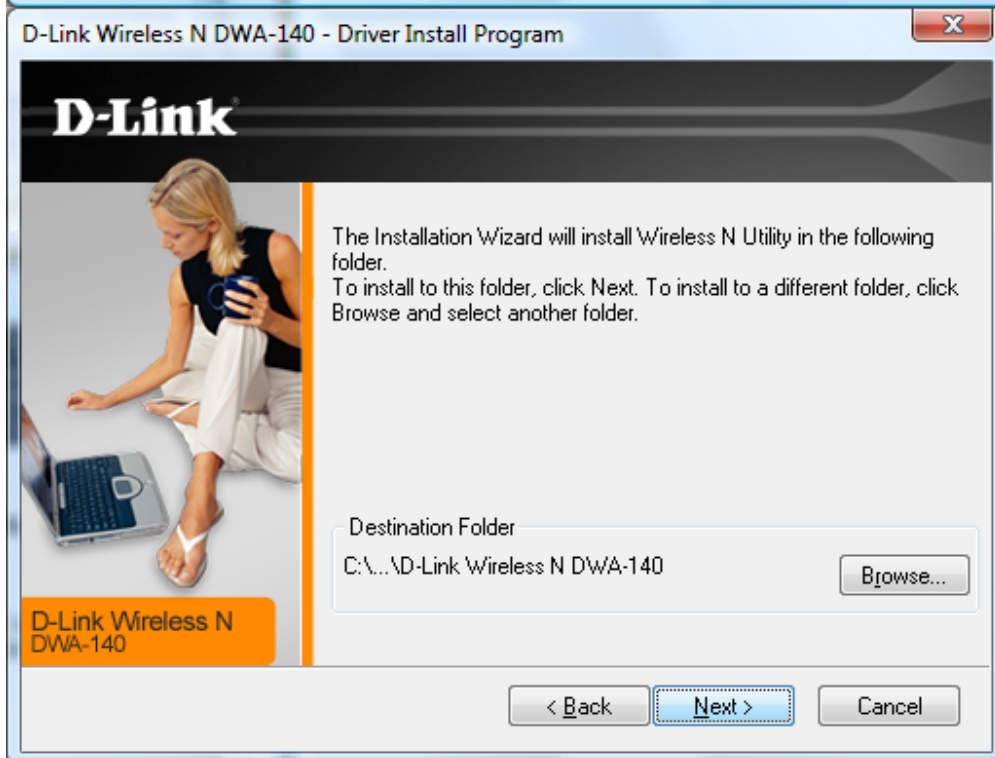 D-Link Wireless N DWA-140 - Driver Install Program
D-Link
The Installation Wizard will install Wireless N Utility in the following
folder.
To install to this folder, click Next. To install to a different folder, click
Browse and select another folder.
Destination Folder
C:\...\D-Link Wireless N DWA-140
Browse...
D-Link Wireless N
DWA-140
< Back
Next >
Cancel